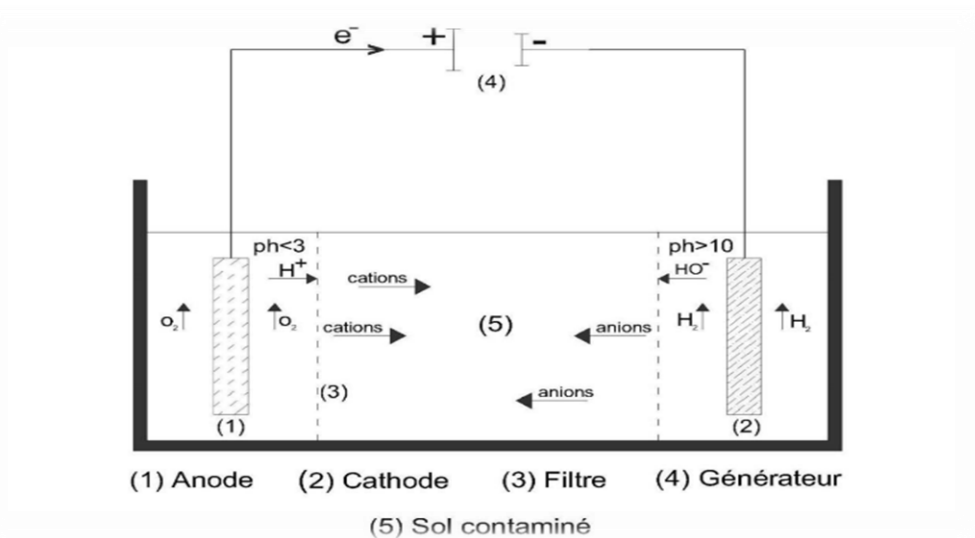 e⁻ + -
(4)
ph<3 ph>10
H⁺ HO⁻
cations
O₂ O₂ cations (5) anions H₂ H₂
(3) anions
(1) (2)
(1) Anode (2) Cathode (3) Filtre (4) Générateur
(5) Sol contaminé